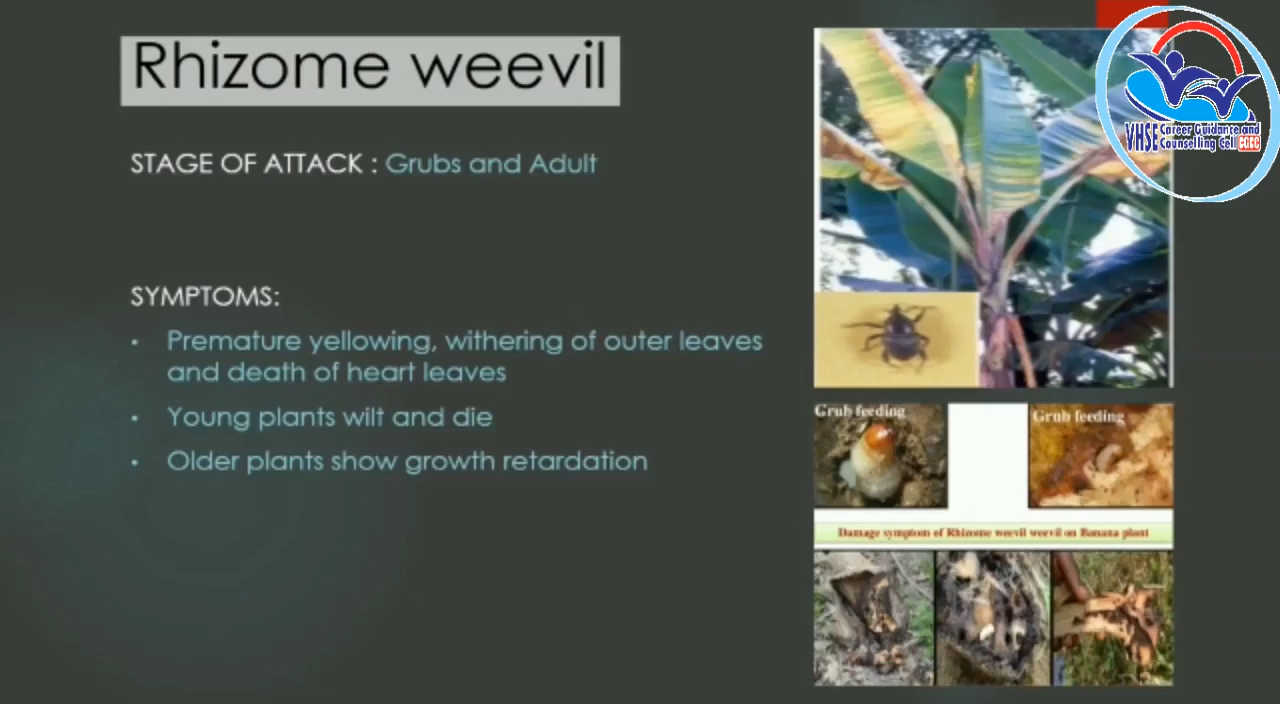 Rhizome weevil
STAGE OF ATTACK : Grubs and Adult
SYMPTOMS:
• Premature yellowing, withering of outer leaves
and death of heart leaves
• Young plants wilt and die
• Older plants show growth retardation
VHSE Career Guidance and
Counselling Cell CGCC
Grub feeding
Grub feeding
Damage symptom of Rhizome weevil weevil on Banana plant